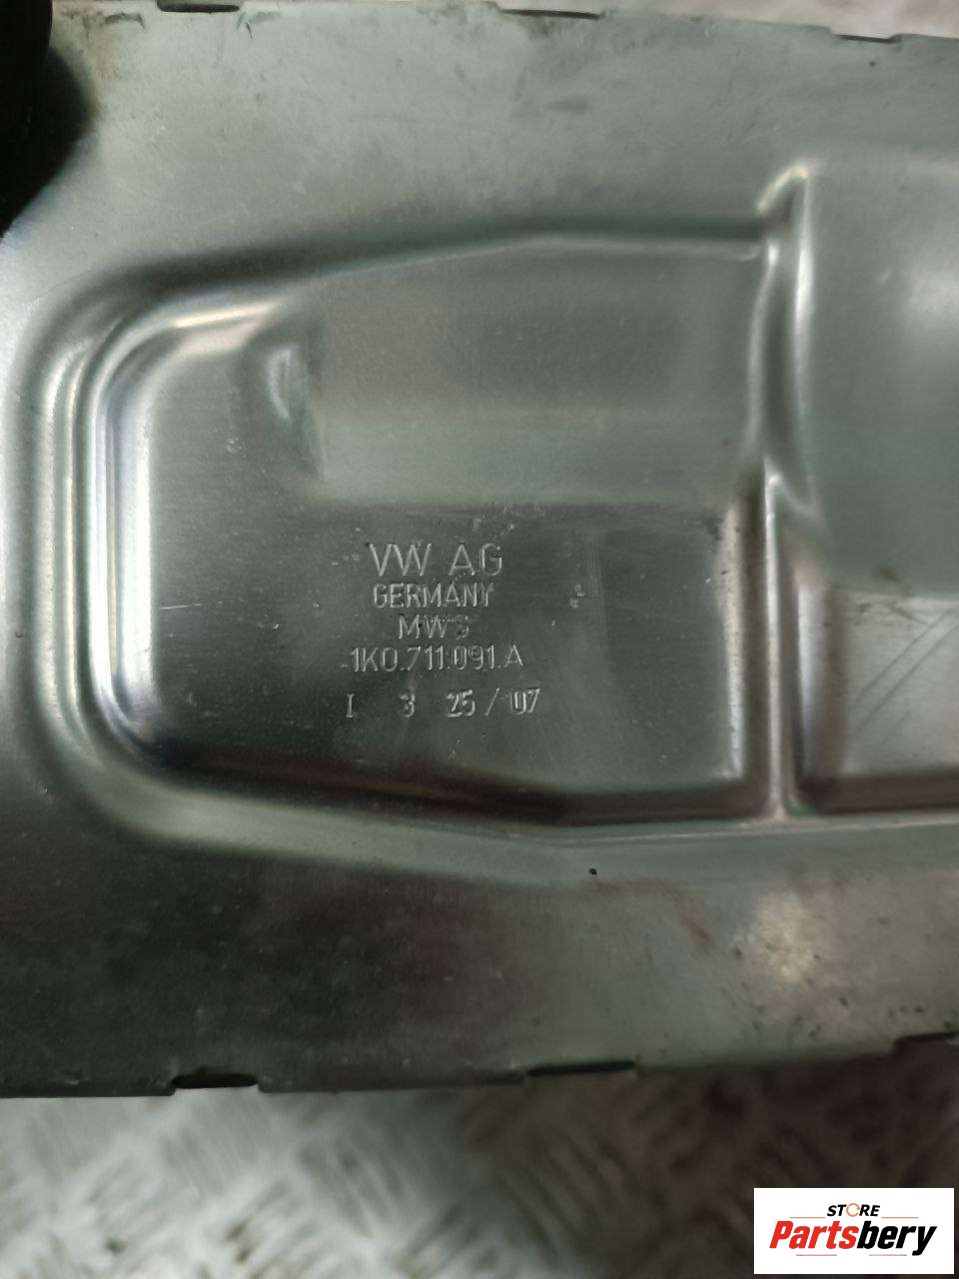 VW AG
GERMANY
MWS
1K0.711.091.A
I 3 25/07
STORE
Partsbery